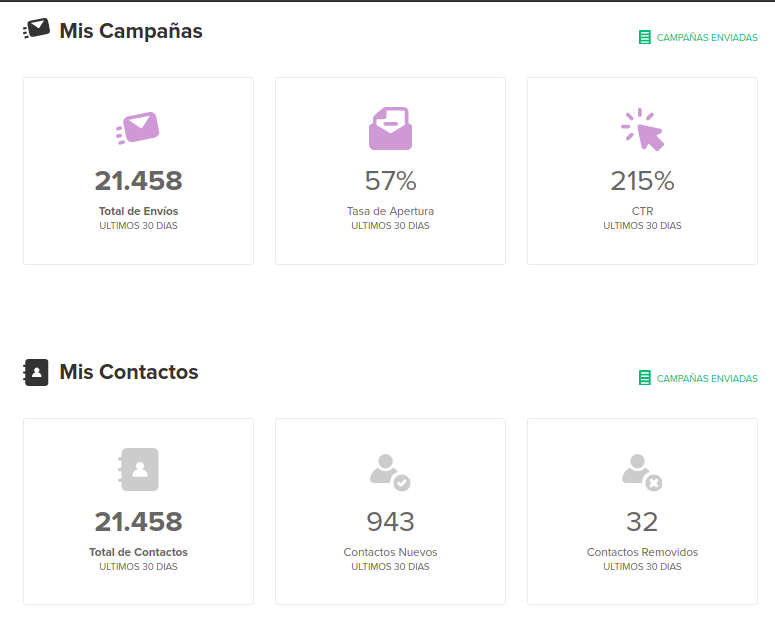 Mis Campañas
CAMPAÑAS ENVIADAS
21.458
Total de Envíos
ULTIMOS 30 DIAS
57%
Tasa de Apertura
ULTIMOS 30 DIAS
215%
CTR
ULTIMOS 30 DIAS
Mis Contactos
CAMPAÑAS ENVIADAS
21.458
Total de Contactos
ULTIMOS 30 DIAS
943
Contactos Nuevos
ULTIMOS 30 DIAS
32
Contactos Removidos
ULTIMOS 30 DIAS